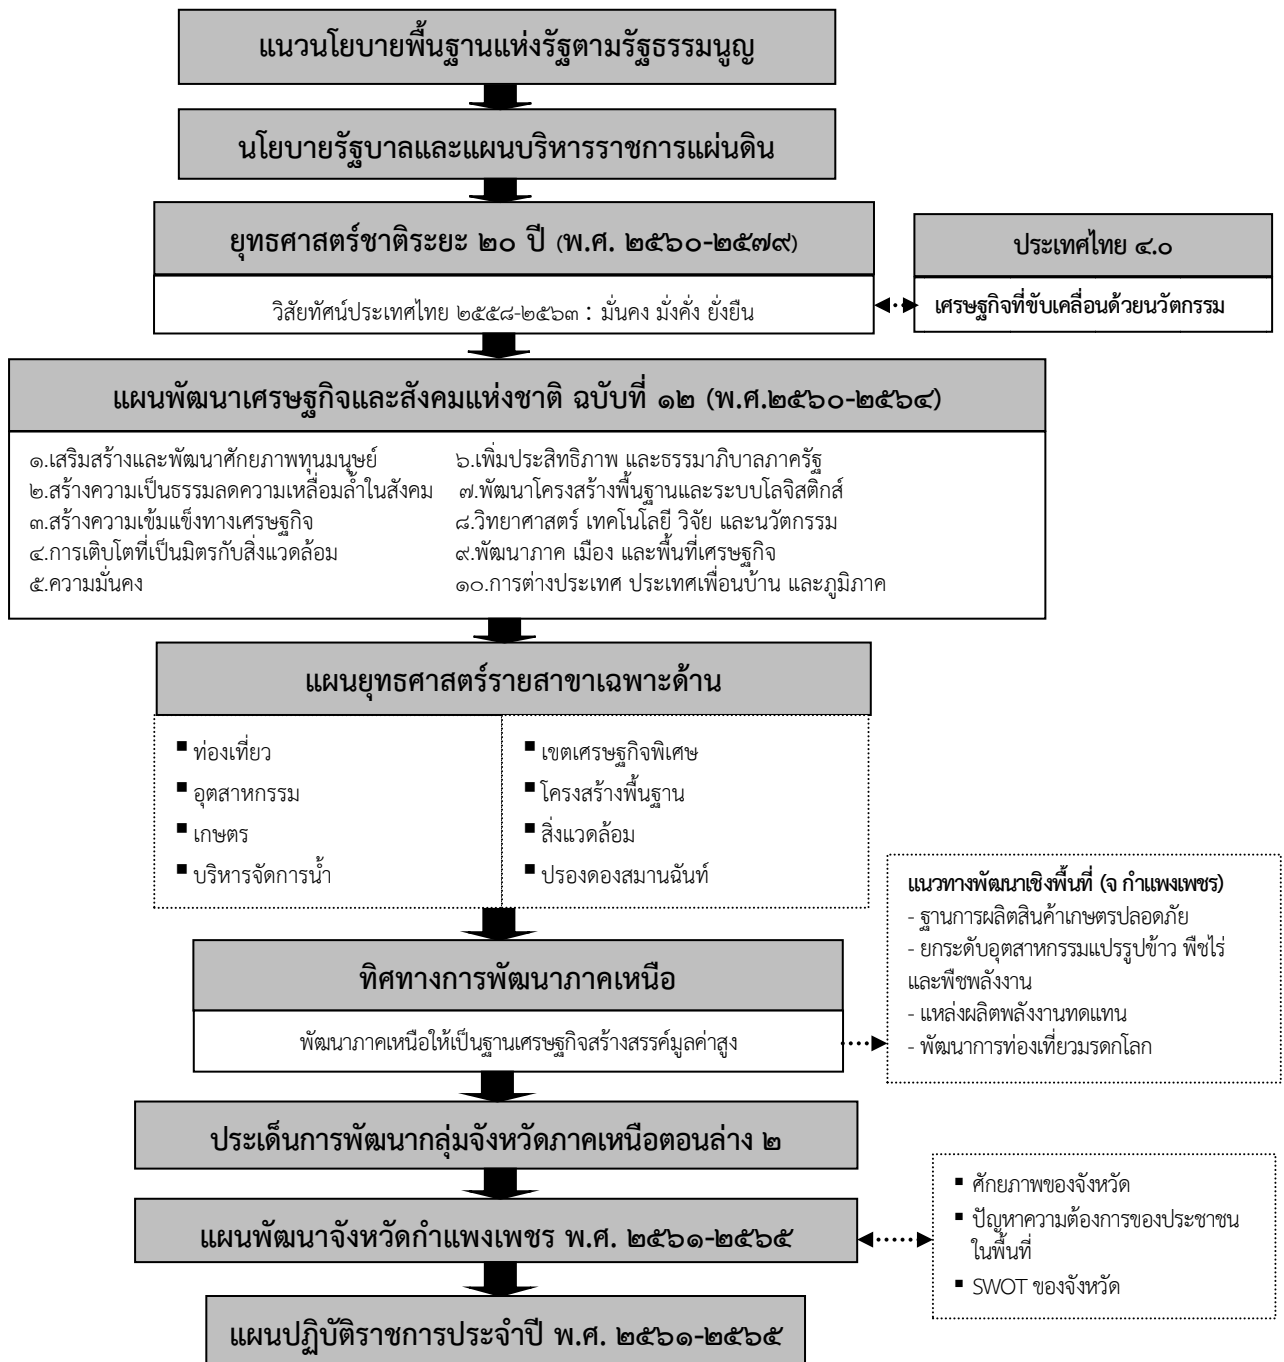 แนวนโยบายพื้นฐานแห่งรัฐตามรัฐธรรมนูญ
นโยบายรัฐบาลและแผนบริหารราชการแผ่นดิน
ยุทธศาสตร์ชาติระยะ ๒๐ ปี (พ.ศ. ๒๕๖๐-๒๕๗๙)
วิสัยทัศน์ประเทศไทย ๒๕๕๘-๒๕๖๓ : มั่นคง มั่งคั่ง ยั่งยืน
ประเทศไทย ๔.๐
เศรษฐกิจที่ขับเคลื่อนด้วยนวัตกรรม
แผนพัฒนาเศรษฐกิจและสังคมแห่งชาติ ฉบับที่ ๑๒ (พ.ศ.๒๕๖๐-๒๕๖๔)
๑.เสริมสร้างและพัฒนาศักยภาพทุนมนุษย์
๒.สร้างความเป็นธรรมลดความเหลื่อมล้ำในสังคม
๓.สร้างความเข้มแข็งทางเศรษฐกิจ
๔.การเติบโตที่เป็นมิตรกับสิ่งแวดล้อม
๕.ความมั่นคง
๖.เพิ่มประสิทธิภาพ และธรรมาภิบาลภาครัฐ
๗.พัฒนาโครงสร้างพื้นฐานและระบบโลจิสติกส์
๘.วิทยาศาสตร์ เทคโนโลยี วิจัย และนวัตกรรม
๙.พัฒนาภาค เมือง และพื้นที่เศรษฐกิจ
๑๐.การต่างประเทศ ประเทศเพื่อนบ้าน และภูมิภาค
แผนยุทธศาสตร์รายสาขาเฉพาะด้าน
▪ ท่องเที่ยว
▪ อุตสาหกรรม
▪ เกษตร
▪ บริหารจัดการน้ำ
▪ เขตเศรษฐกิจพิเศษ
▪ โครงสร้างพื้นฐาน
▪ สิ่งแวดล้อม
▪ ปรองดองสมานฉันท์
ทิศทางการพัฒนาภาคเหนือ
พัฒนาภาคเหนือให้เป็นฐานเศรษฐกิจสร้างสรรค์มูลค่าสูง
แนวทางพัฒนาเชิงพื้นที่ (จ กำแพงเพชร)
- ฐานการผลิตสินค้าเกษตรปลอดภัย
- ยกระดับอุตสาหกรรมแปรรูปข้าว พืชไร่
และพืชพลังงาน
- แหล่งผลิตพลังงานทดแทน
- พัฒนาการท่องเที่ยวมรดกโลก
ประเด็นการพัฒนากลุ่มจังหวัดภาคเหนือตอนล่าง ๒
แผนพัฒนาจังหวัดกำแพงเพชร พ.ศ. ๒๕๖๑-๒๕๖๕
▪ ศักยภาพของจังหวัด
▪ ปัญหาความต้องการของประชาชน
ในพื้นที่
▪ SWOT ของจังหวัด
แผนปฏิบัติราชการประจำปี พ.ศ. ๒๕๖๑-๒๕๖๕